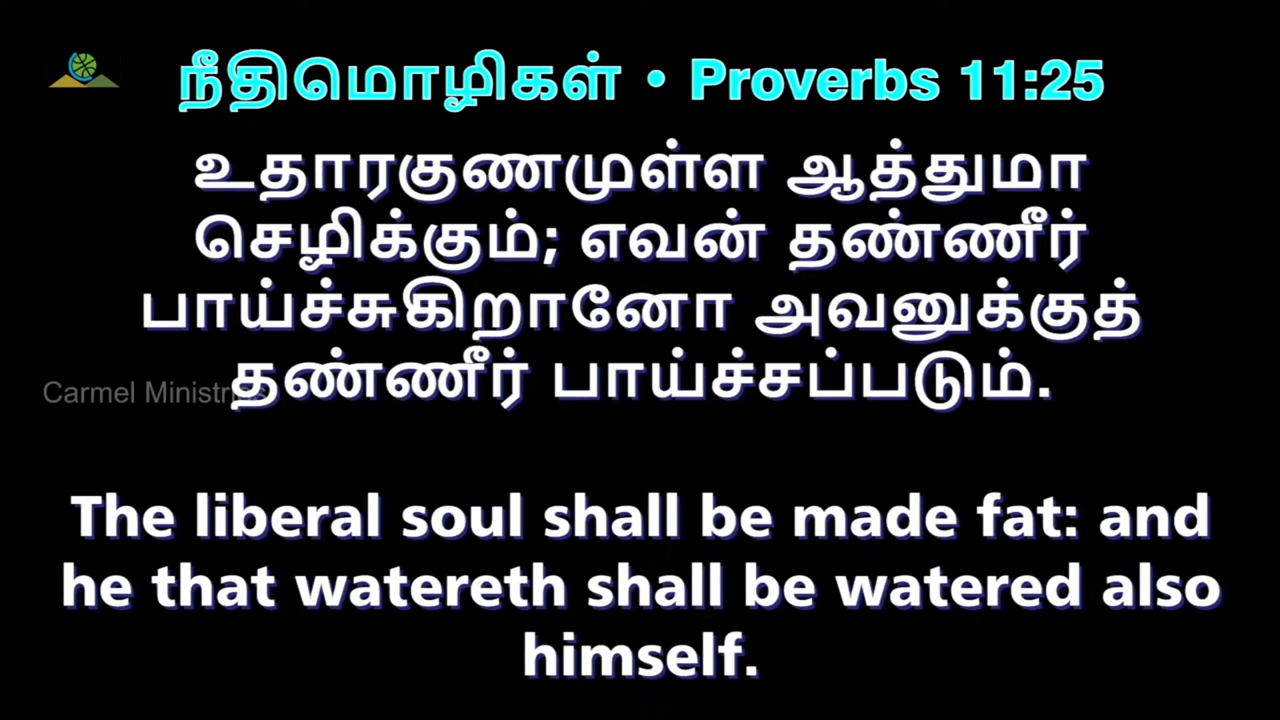 நீதிமொழிகள் • Proverbs 11:25
உதாரகுணமுள்ள ஆத்துமா
செழிக்கும்; எவன் தண்ணீர்
பாய்ச்சுகிறானோ அவனுக்குத்
தண்ணீர் பாய்ச்சப்படும்.
Carmel Ministries
The liberal soul shall be made fat: and
he that watereth shall be watered also
himself.